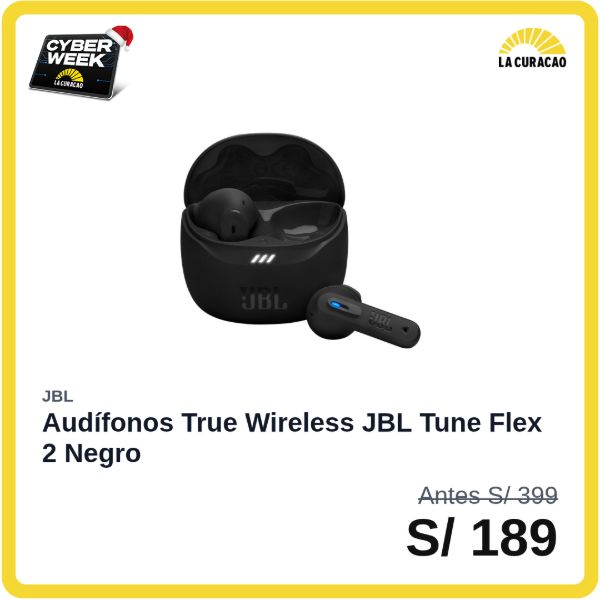 CYBER
WEEK
LA CURACAO
LA CURACAO
JBL
JBL
JBL
Audífonos True Wireless JBL Tune Flex
2 Negro
Antes S/ 399
S/ 189